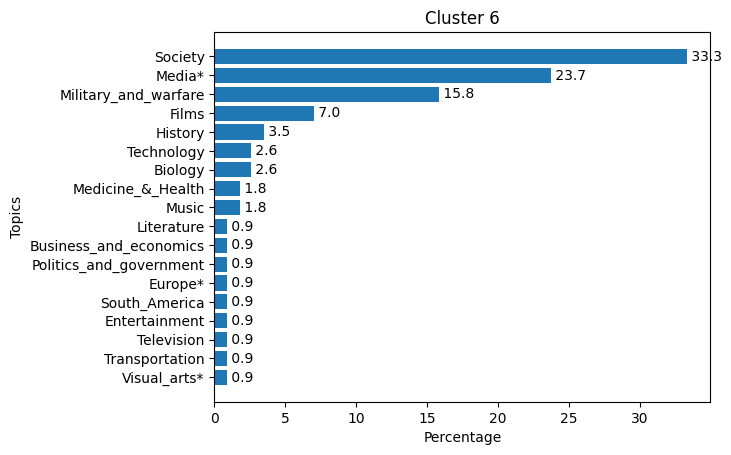 Cluster 6
Topics
Society 33.3
Media* 23.7
Military_and_warfare 15.8
Films 7.0
History 3.5
Technology 2.6
Biology 2.6
Medicine_&_Health 1.8
Music 1.8
Literature 0.9
Business_and_economics 0.9
Politics_and_government 0.9
Europe* 0.9
South_America 0.9
Entertainment 0.9
Television 0.9
Transportation 0.9
Visual_arts* 0.9
0 5 10 15 20 25 30
Percentage